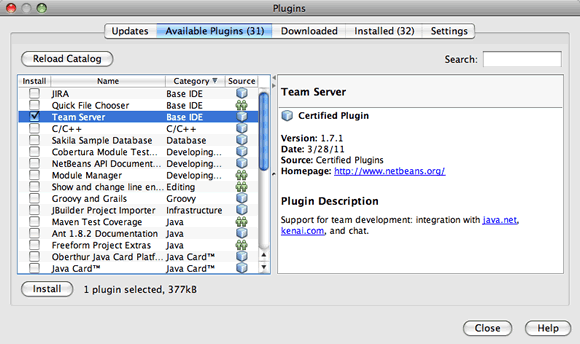 Plugins
Updates Available Plugins (31) Downloaded Installed (32) Settings
Reload Catalog Search:
Install Name Category Source
JIRA Base IDE
Quick File Chooser Base IDE
Team Server Base IDE
C/C++ C/C++
Sakila Sample Database Database
Cobertura Module Test... Developing...
NetBeans API Document... Developing...
Module Manager Developing...
Show and change line en... Editing
Groovy and Grails Groovy
JBuilder Project Importer Infrastructure
Maven Test Coverage Java
Ant 1.8.2 Documentation Java
Freeform Project Extras Java
Oberthur Java Card Platf... Java Card™
Java Card™ Java Card™
Team Server
Certified Plugin
Version: 1.7.1
Date: 3/28/11
Source: Certified Plugins
Homepage: http://www.netbeans.org/
Plugin Description
Support for team development: integration with java.net,
kenai.com, and chat.
Install 1 plugin selected, 377kB
Close Help